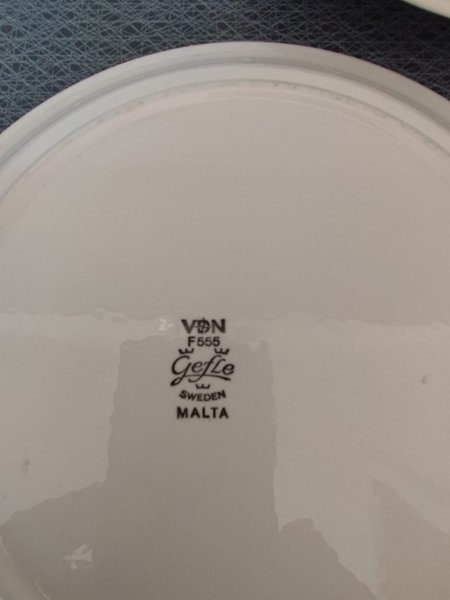 VDN
F555
Gefle
SWEDEN
MALTA